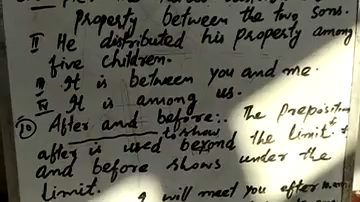 property between the two sons.
II He distributed his property among
five children.
It is between you and me.
IV It is among us.
(20) After and before:. The preposition
after is used to show beyond the limit
and before shows under the
limit.
I will meet you after